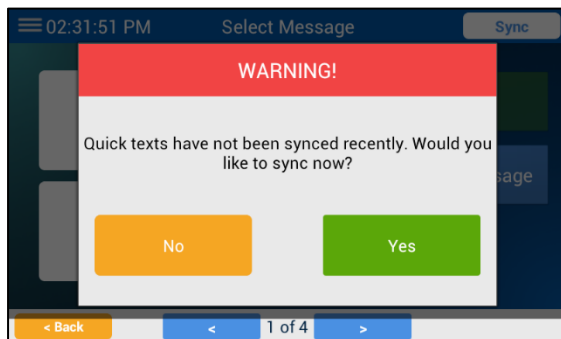 02:31:51 PM Select Message Sync
WARNING!
Quick texts have not been synced recently. Would you
like to sync now?
No Yes
sage
< Back < 1 of 4 >